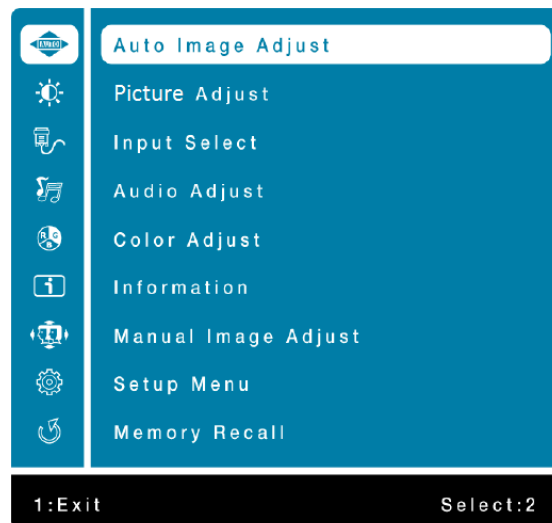 Auto Image Adjust
Picture Adjust
Input Select
Audio Adjust
Color Adjust
Information
Manual Image Adjust
Setup Menu
Memory Recall
1:Exit Select:2